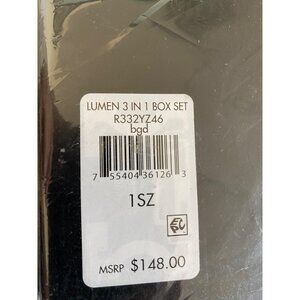 LUMEN 3 IN 1 BOX SET
R332YZ46
bgd
7 55404 36126 3
1SZ
MSRP $148.00